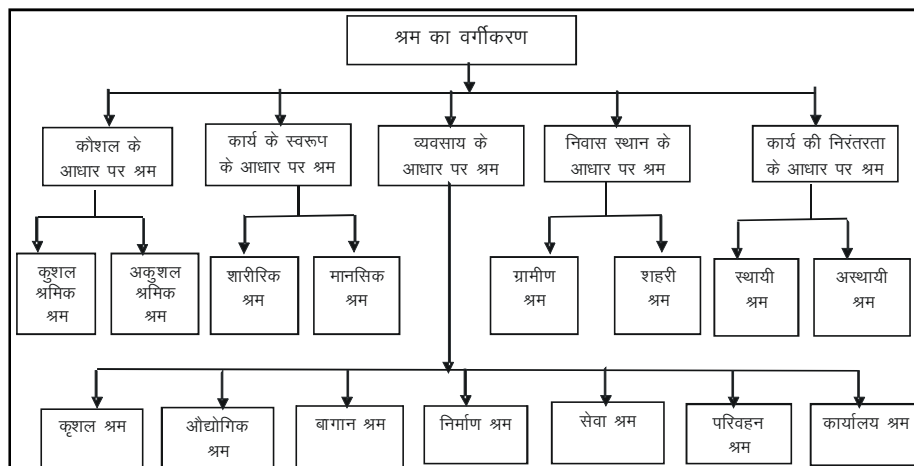 श्रम का वर्गीकरण
कौशल के
आधार पर श्रम
कार्य के स्वरूप
के आधार पर श्रम
व्यवसाय के
आधार पर श्रम
निवास स्थान के
आधार पर श्रम
कार्य की निरंतरता
के आधार पर श्रम
कुशल
श्रमिक
श्रम
अकुशल
श्रमिक
श्रम
शारीरिक
श्रम
मानसिक
श्रम
ग्रामीण
श्रम
शहरी
श्रम
स्थायी
श्रम
अस्थायी
श्रम
कृशल श्रम
औद्योगिक
श्रम
बागान श्रम
निर्माण श्रम
सेवा श्रम
परिवहन
श्रम
कार्यालय श्रम